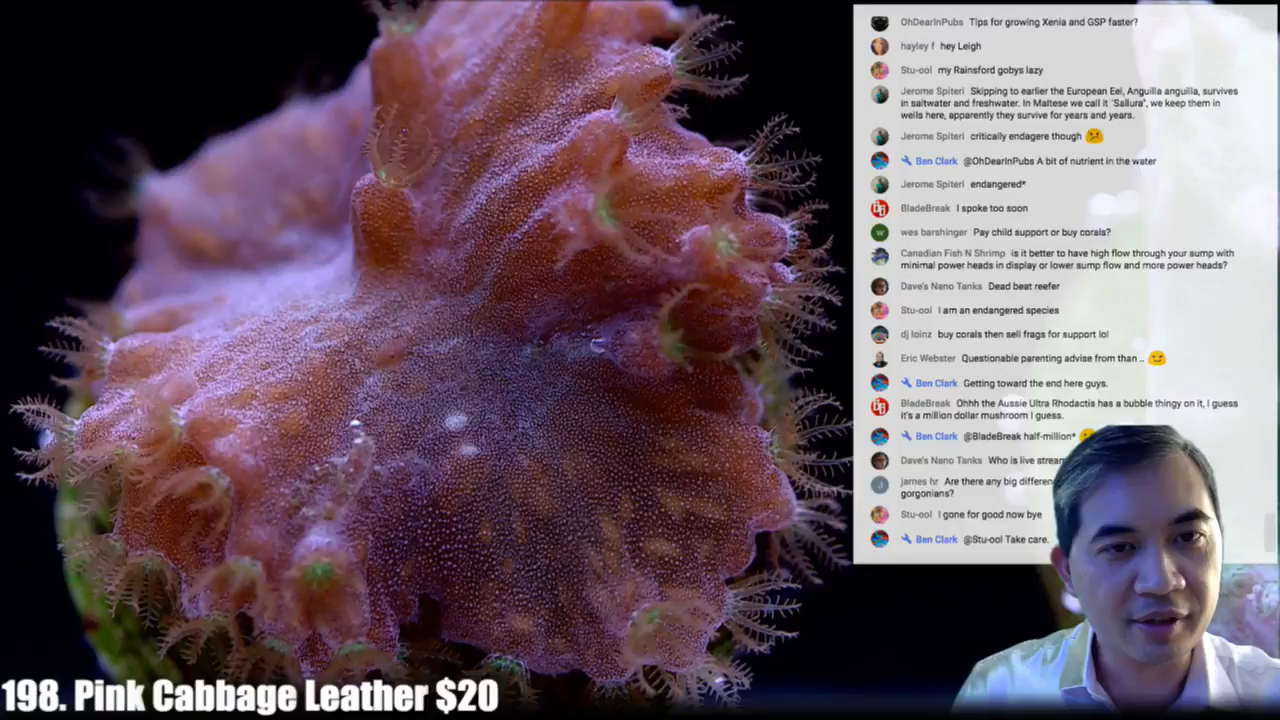 OhDearInPubs Tips for growing Xenia and GSP faster?
hayley f hey Leigh
Stu-ool my Rainsford gobys lazy
Jerome Spiteri Skipping to earlier the European Eel, Anguilla anguilla, survives
in saltwater and freshwater. In Maltese we call it "Sallura", we keep them in
wells here, apparently they survive for years and years.
Jerome Spiteri critically endagere though
Ben Clark @OhDearInPubs A bit of nutrient in the water
Jerome Spiteri endangered*
BladeBreak I spoke too soon
W wes barshinger Pay child support or buy corals?
Canadian Fish N Shrimp is it better to have high flow through your sump with
minimal power heads in display or lower sump flow and more power heads?
Dave's Nano Tanks Dead beat reefer
Stu-ool I am an endangered species
dj loinz buy corals then sell frags for support lol
Eric Webster Questionable parenting advise from than ..
Ben Clark Getting toward the end here guys.
BladeBreak Ohhh the Aussie Ultra Rhodactis has a bubble thingy on it, I guess
it's a million dollar mushroom I guess.
Ben Clark @BladeBreak half-million*
Dave's Nano Tanks Who is live
J james hr Are there any big
gorgonians?
Stu-ool I gone for good now bye
Ben Clark @Stu-ool Take care.
198. Pink Cabbage Leather $20